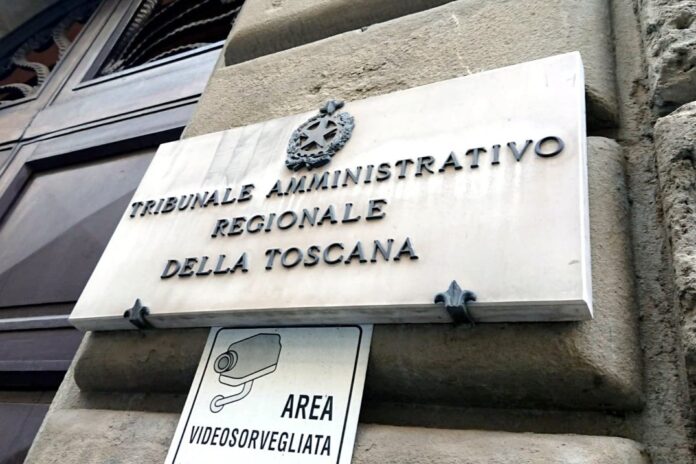 TRIBUNALE AMMINISTRATIVO
REGIONALE
DELLA TOSCANA
AREA
VIDEOSORVEGLIATA